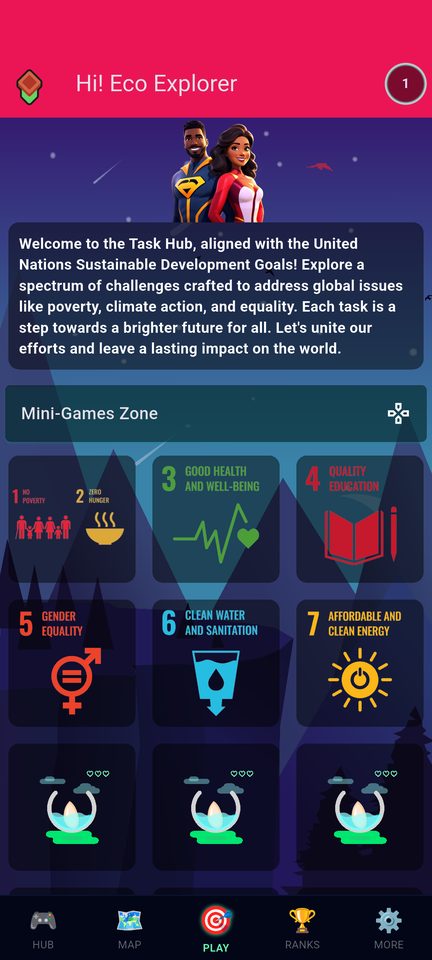 Hi! Eco Explorer
1
Welcome to the Task Hub, aligned with the United
Nations Sustainable Development Goals! Explore a
spectrum of challenges crafted to address global issues
like poverty, climate action, and equality. Each task is a
step towards a brighter future for all. Let's unite our
efforts and leave a lasting impact on the world.
Mini-Games Zone
1 NO
POVERTY
2 ZERO
HUNGER
3 GOOD HEALTH
AND WELL-BEING
4 QUALITY
EDUCATION
5 GENDER
EQUALITY
6 CLEAN WATER
AND SANITATION
7 AFFORDABLE AND
CLEAN ENERGY
HUB
MAP
PLAY
RANKS
MORE